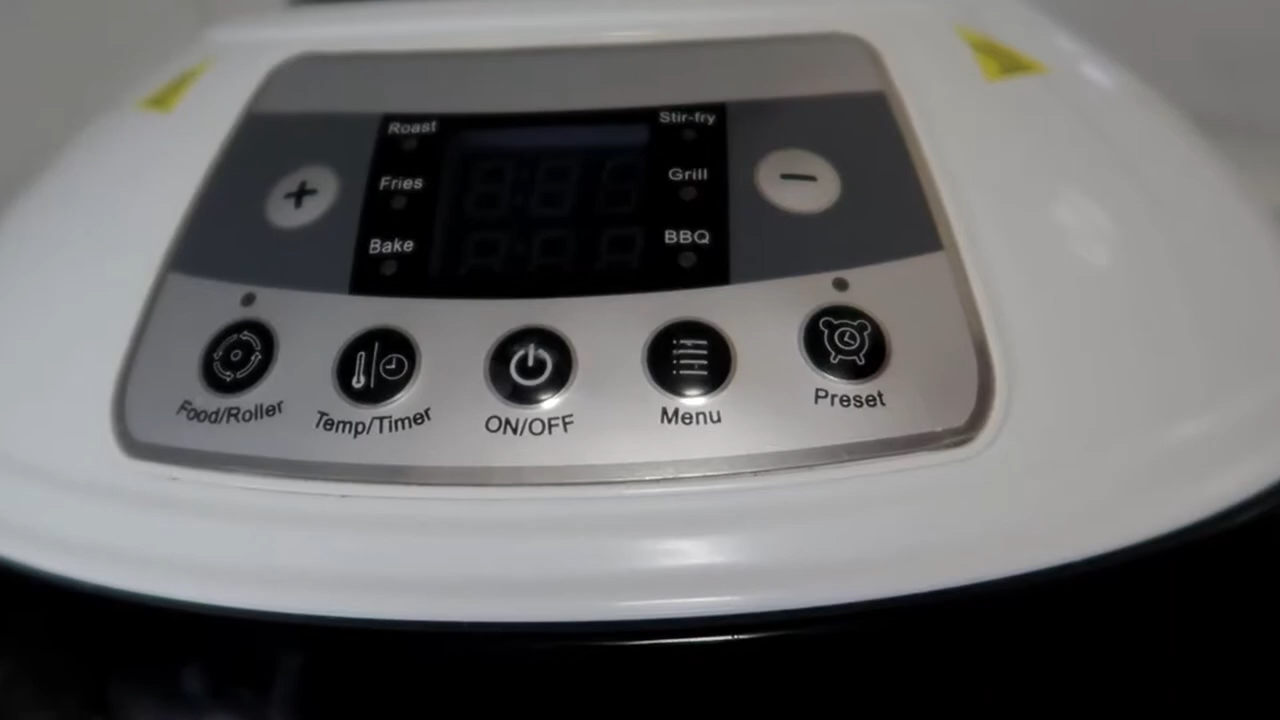 Roast
Stir-fry
+
Fries
Grill
−
Bake
BBQ
Food/Roller
Temp/Timer
ON/OFF
Menu
Preset